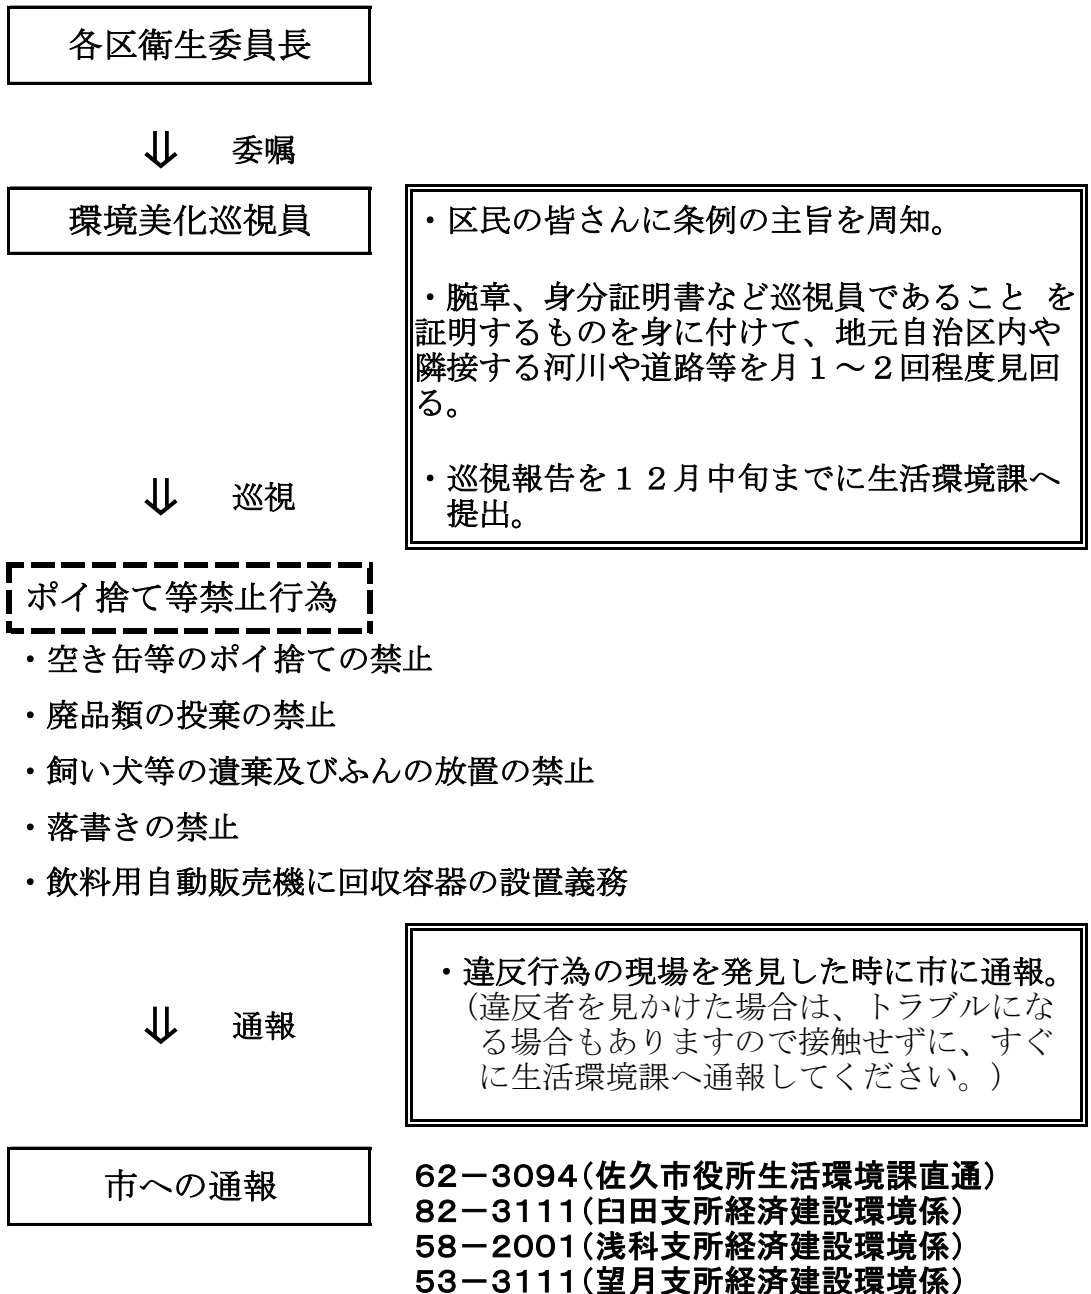 各区衛生委員長
⇓ 委嘱
環境美化巡視員
・区民の皆さんに条例の主旨を周知。
・腕章、身分証明書など巡視員であること を
証明するものを身に付けて、地元自治区内や
隣接する河川や道路等を月１～２回程度見回
る。
・巡視報告を１２月中旬までに生活環境課へ
提出。
⇓ 巡視
ポイ捨て等禁止行為
・空き缶等のポイ捨ての禁止
・廃品類の投棄の禁止
・飼い犬等の遺棄及びふんの放置の禁止
・落書きの禁止
・飲料用自動販売機に回収容器の設置義務
・違反行為の現場を発見した時に市に通報。
(違反者を見かけた場合は、トラブルにな
る場合もありますので接触せずに、すぐ
に生活環境課へ通報してください。）
⇓ 通報
市への通報
６２－３０９４（佐久市役所生活環境課直通）
８２－３１１１（臼田支所経済建設環境係）
５８－２００１（浅科支所経済建設環境係）
５３－３１１１（望月支所経済建設環境係）